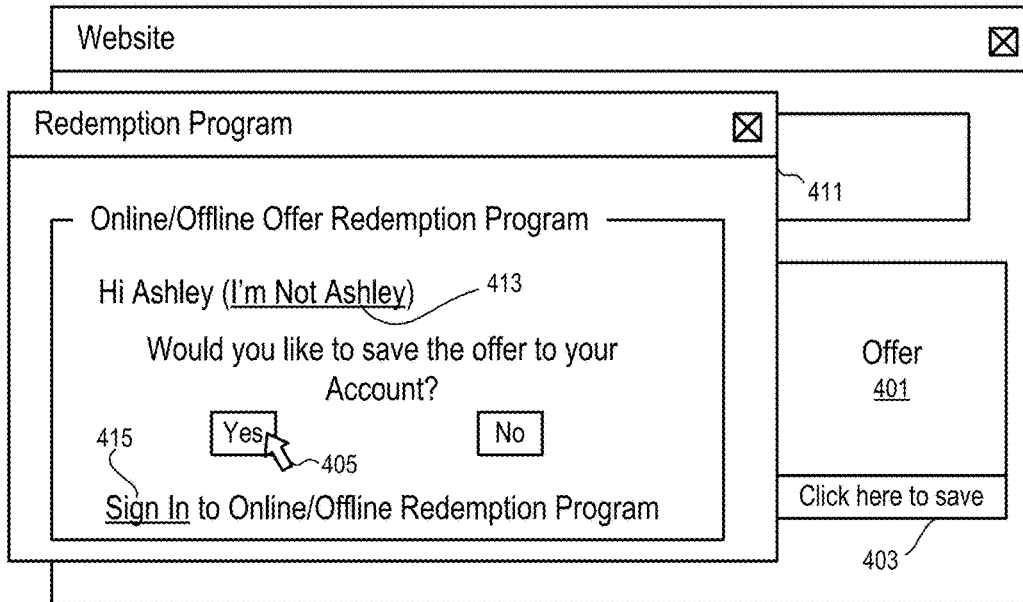 Website
Redemption Program
411
Online/Offline Offer Redemption Program
Hi Ashley (I'm Not Ashley)
413
Would you like to save the offer to your
Account?
Offer
401
Yes
No
415
405
Sign In to Online/Offline Redemption Program
Click here to save
403